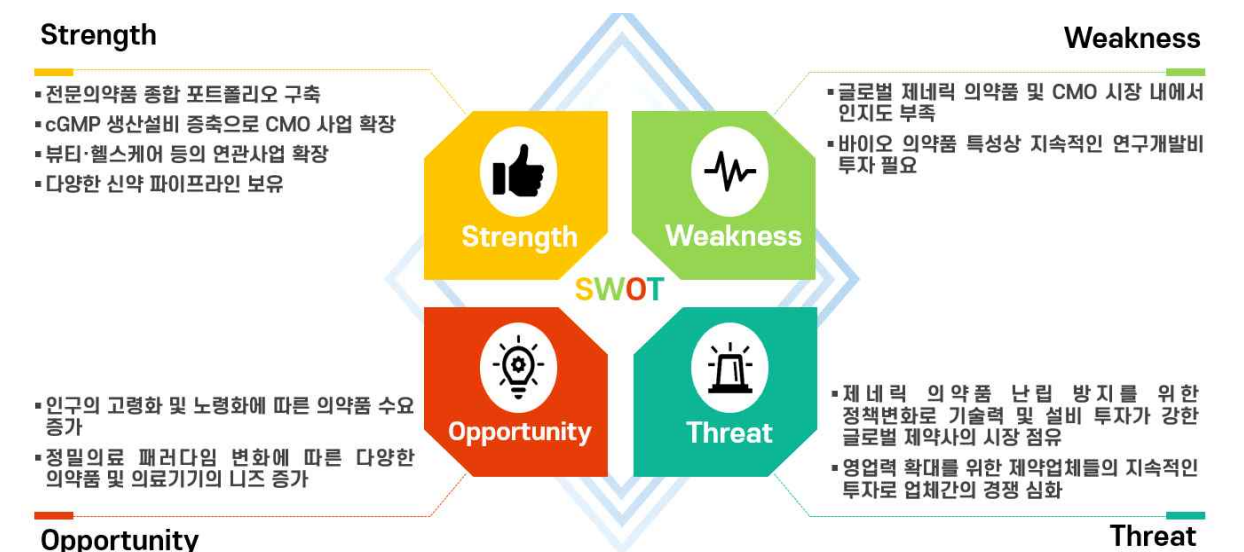 Strength
▪전문의약품 종합 포트폴리오 구축
▪cGMP 생산설비 증축으로 CMO 사업 확장
▪뷰티·헬스케어 등의 연관사업 확장
▪다양한 신약 파이프라인 보유
Weakness
▪글로벌 제네릭 의약품 및 CMO 시장 내에서
인지도 부족
▪바이오 의약품 특성상 지속적인 연구개발비
투자 필요
Strength
Weakness
SWOT
Opportunity
Threat
▪인구의 고령화 및 노령화에 따른 의약품 수요
증가
▪정밀의료 패러다임 변화에 따른 다양한
의약품 및 의료기기의 니즈 증가
Opportunity
▪제네릭 의약품 난립 방지를 위한
정책변화로 기술력 및 설비 투자가 강한
글로벌 제약사의 시장 점유
▪영업력 확대를 위한 제약업체들의 지속적인
투자로 업체간의 경쟁 심화
Threat